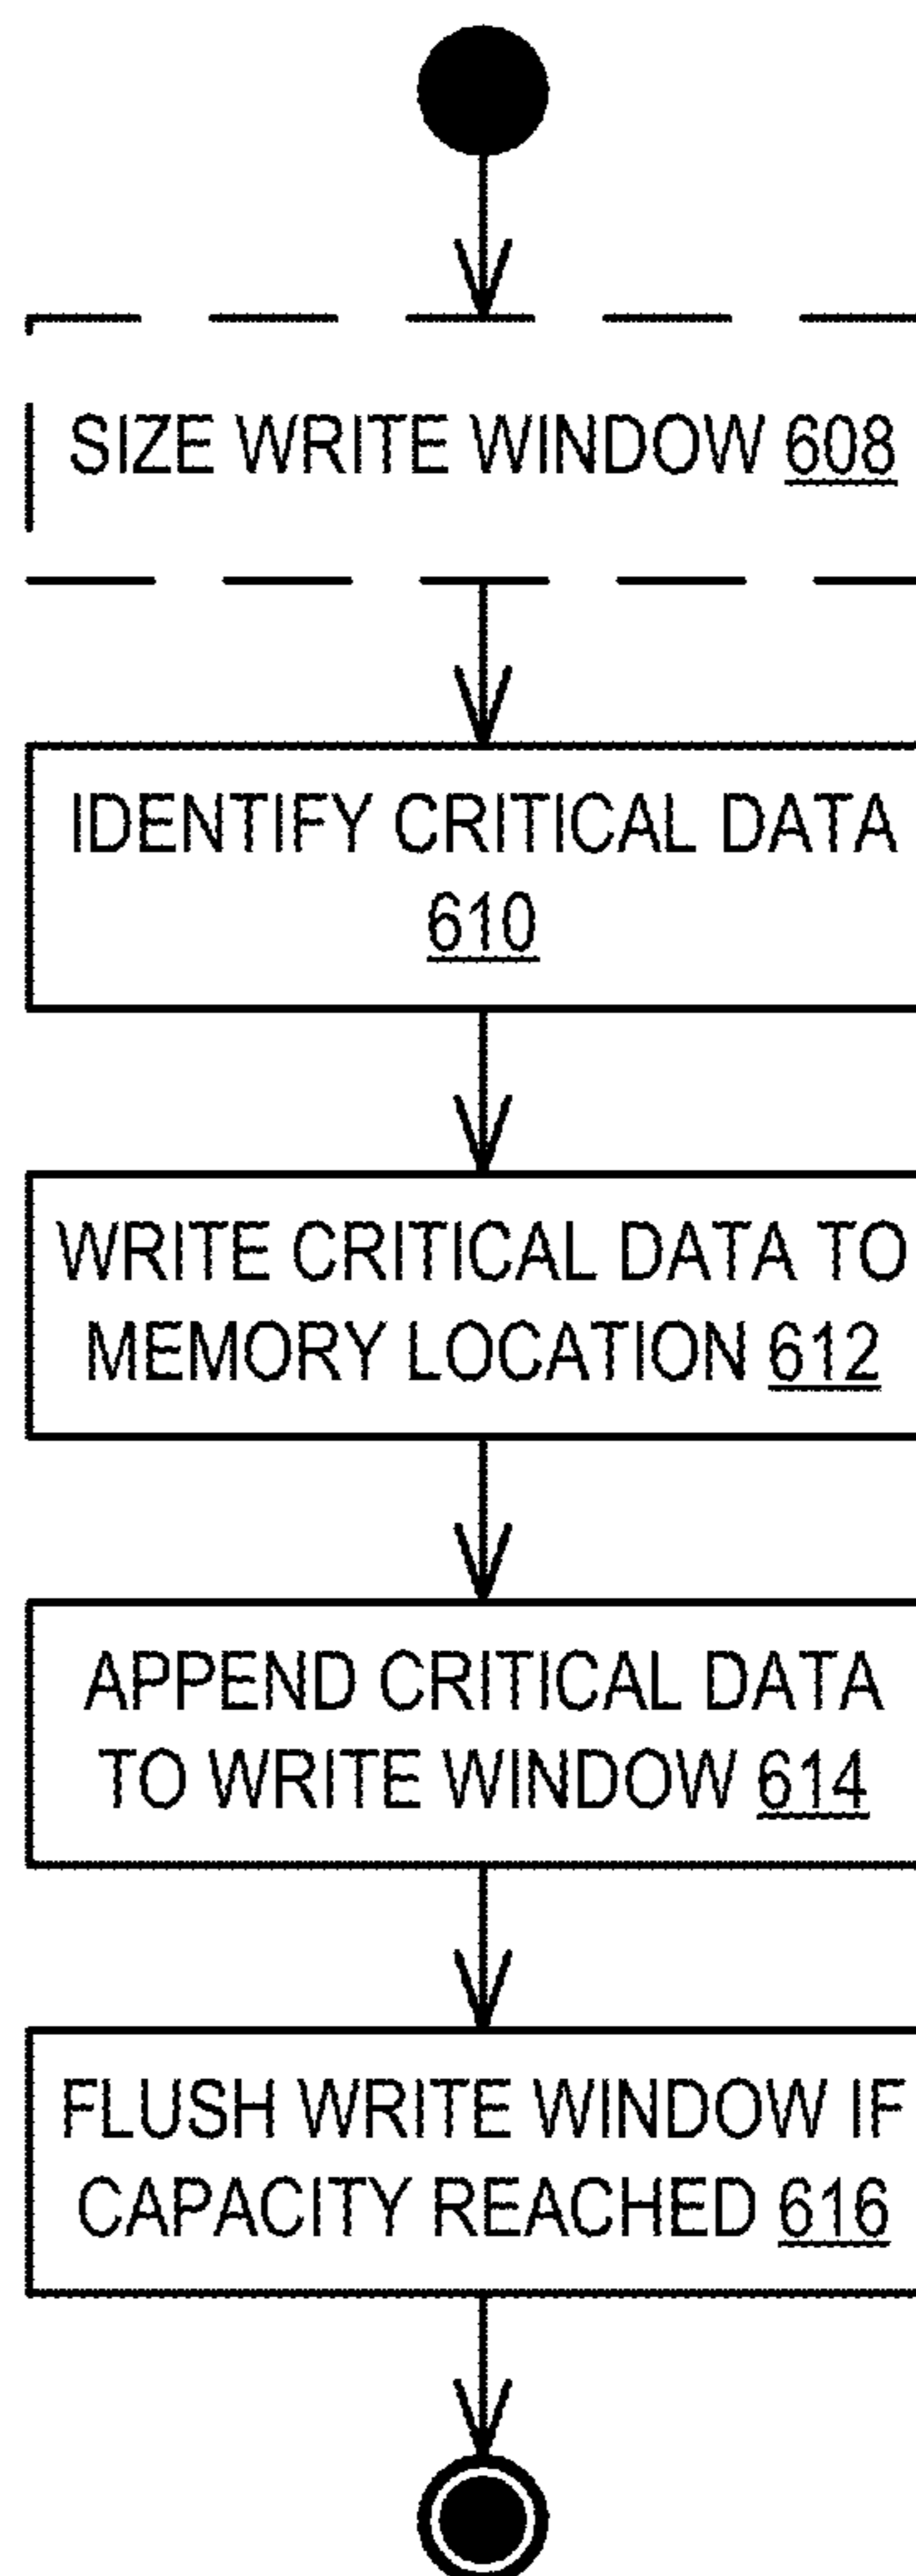 SIZE WRITE WINDOW 608
IDENTIFY CRITICAL DATA
610
WRITE CRITICAL DATA TO
MEMORY LOCATION 612
APPEND CRITICAL DATA
TO WRITE WINDOW 614
FLUSH WRITE WINDOW IF
CAPACITY REACHED 616